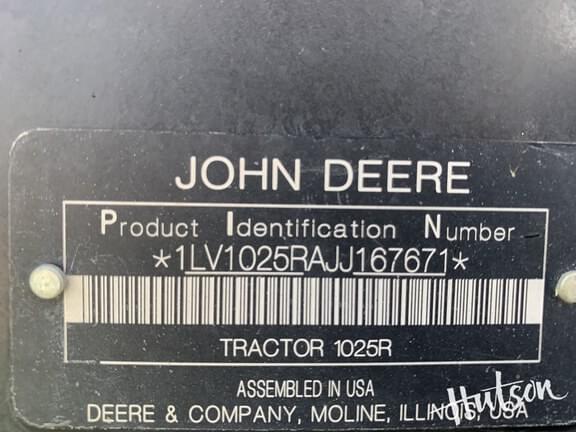 JOHN DEERE
Product Identification Number
*1LV1025RAJJ167671*
TRACTOR 1025R
ASSEMBLED IN USA
DEERE & COMPANY, MOLINE, ILLINOIS, USA
Hutson